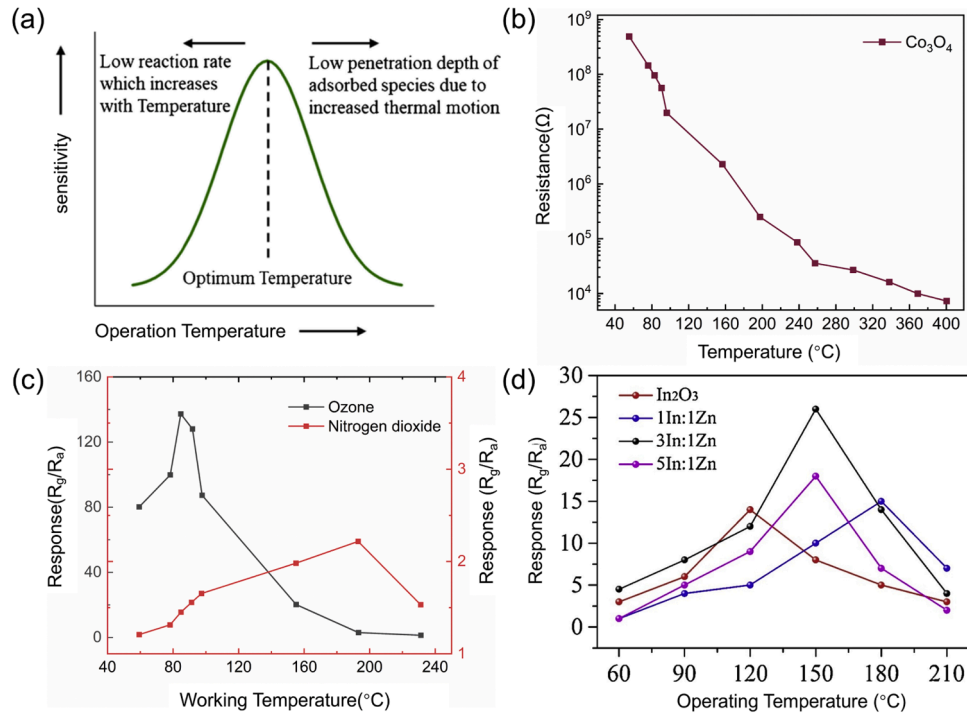 (a)
sensitivity
Low reaction rate
which increases
with Temperature
Low penetration depth of
adsorbed species due to
increased thermal motion
Optimum Temperature
Operation Temperature
(b)
Resistance(Ω)
10⁹
10⁸
10⁷
10⁶
10⁵
10⁴
Co₃O₄
40 80 120 160 200 240 280 320 360 400
Temperature (°C)
(c)
Response(Rg/Ra)
160
120
80
40
0
Ozone
Nitrogen dioxide
4
3
2
1
Response (Rg/Ra)
40 80 120 160 200 240
Working Temperature(°C)
(d)
Response (Rg/Ra)
30
25
20
15
10
5
0
In₂O₃
1In:1Zn
3In:1Zn
5In:1Zn
60 90 120 150 180 210
Operating Temperature (°C)